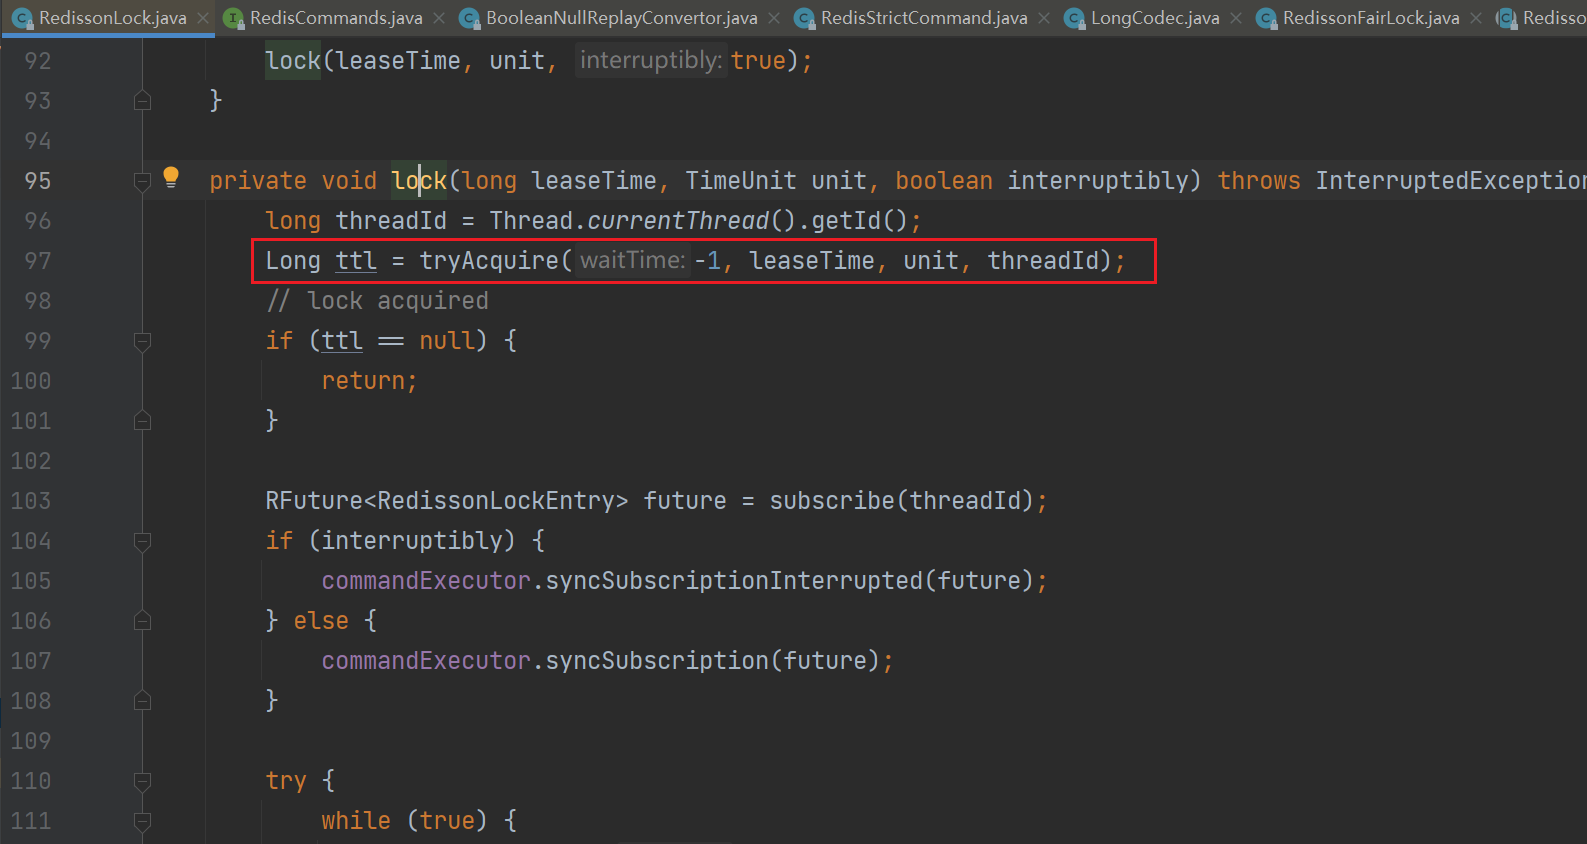 RedissonLock.java RedisCommands.java BooleanNullReplayConvertor.java RedisStrictCommand.java LongCodec.java RedissonFairLock.java Redisso
92 lock(leaseTime, unit, interruptibly: true);
93 }
94
95 private void lock(long leaseTime, TimeUnit unit, boolean interruptibly) throws InterruptedException
96 long threadId = Thread.currentThread().getId();
97 Long ttl = tryAcquire( waitTime: -1, leaseTime, unit, threadId);
98 // lock acquired
99 if (ttl == null) {
100 return;
101 }
102
103 RFuture<RedissonLockEntry> future = subscribe(threadId);
104 if (interruptibly) {
105 commandExecutor.syncSubscriptionInterrupted(future);
106 } else {
107 commandExecutor.syncSubscription(future);
108 }
109
110 try {
111 while (true) {